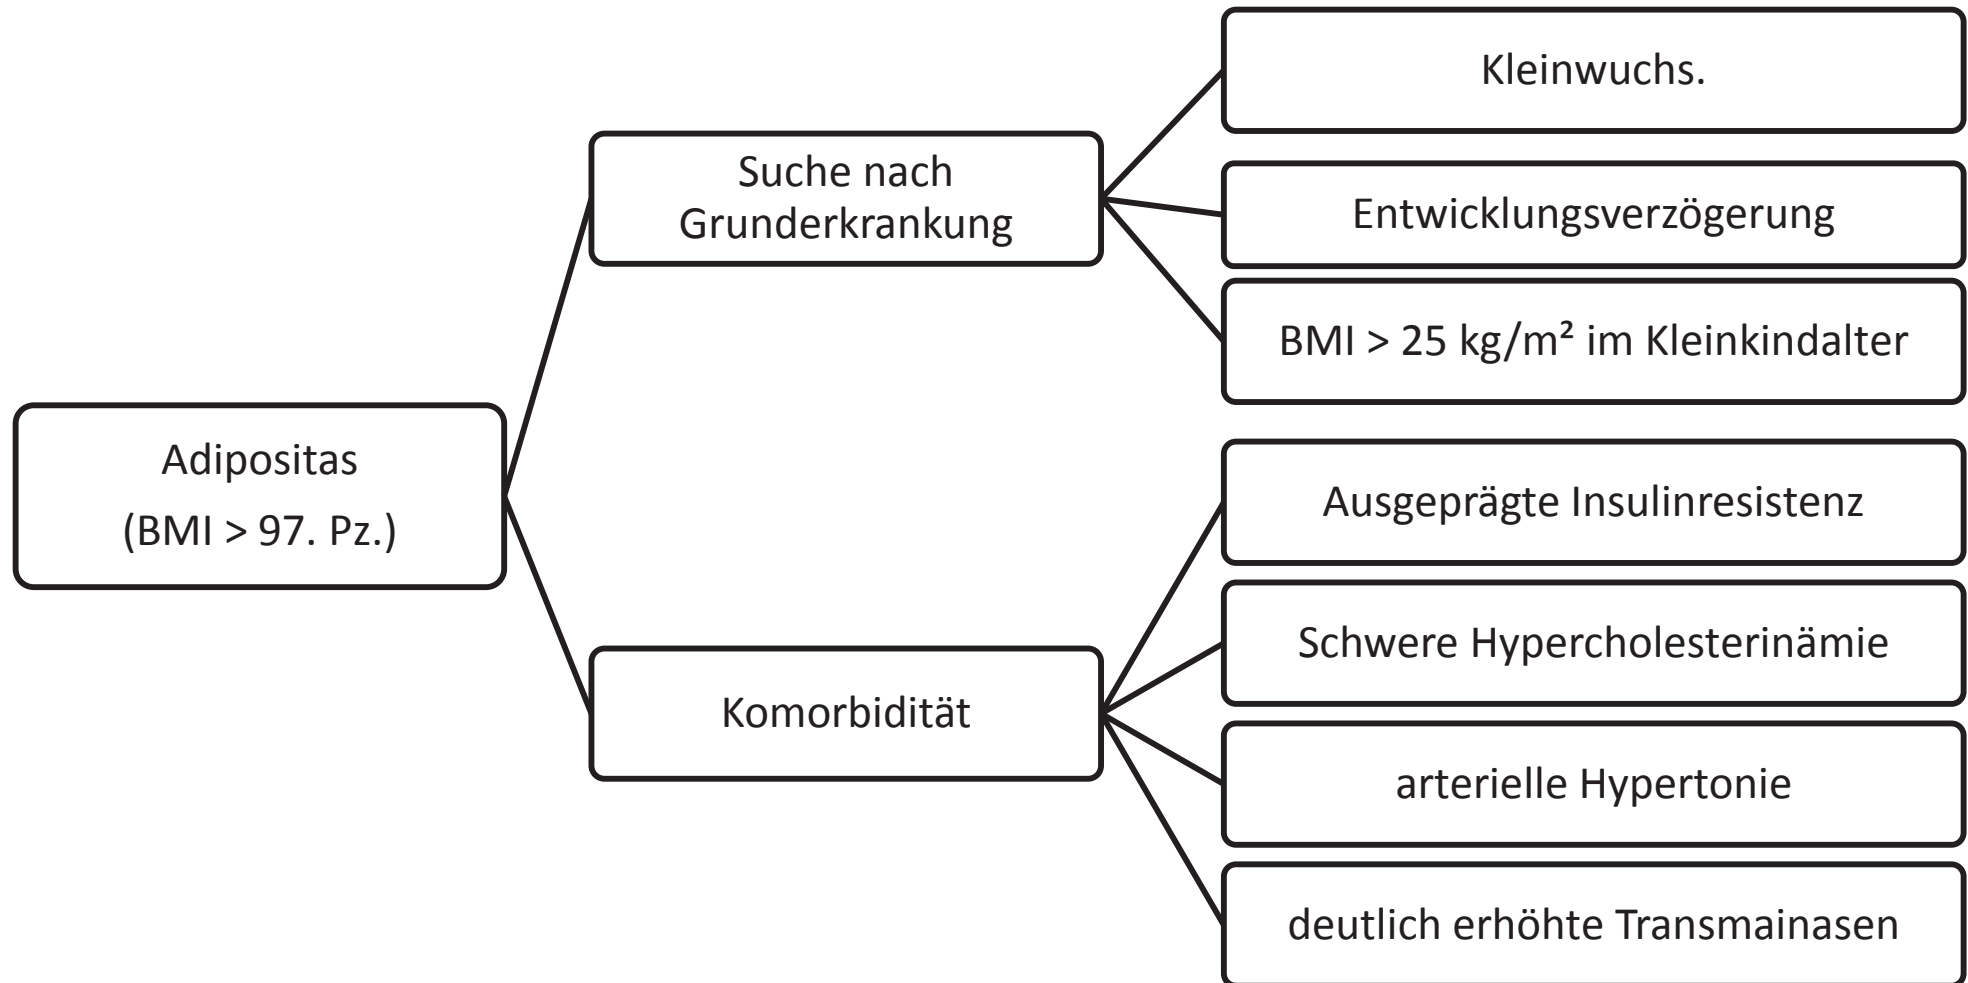 Adipositas
(BMI > 97. Pz.)
Suche nach
Grunderkrankung
Kleinwuchs.
Entwicklungsverzögerung
BMI > 25 kg/m² im Kleinkindalter
Komorbidität
Ausgeprägte Insulinresistenz
Schwere Hypercholesterinämie
arterielle Hypertonie
deutlich erhöhte Transmainasen